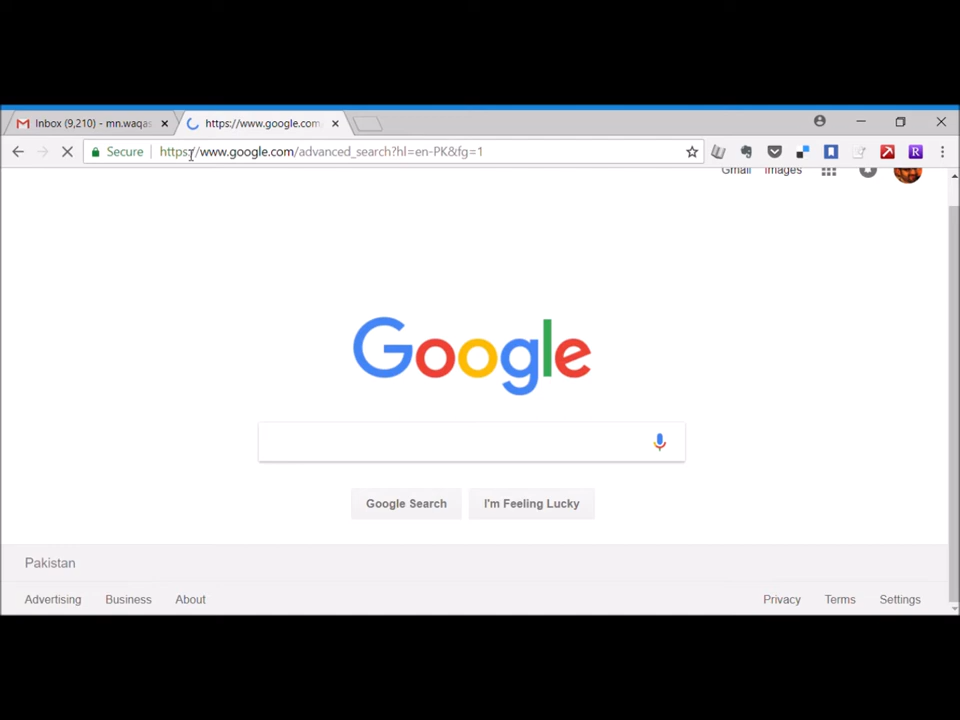 Inbox (9,210) - mn.waqas
https://www.google.com
Secure
https://www.google.com/advanced_search?hl=en-PK&fg=1
R
Gmail
Images
Google
Google Search
I'm Feeling Lucky
Pakistan
Advertising
Business
About
Privacy
Terms
Settings